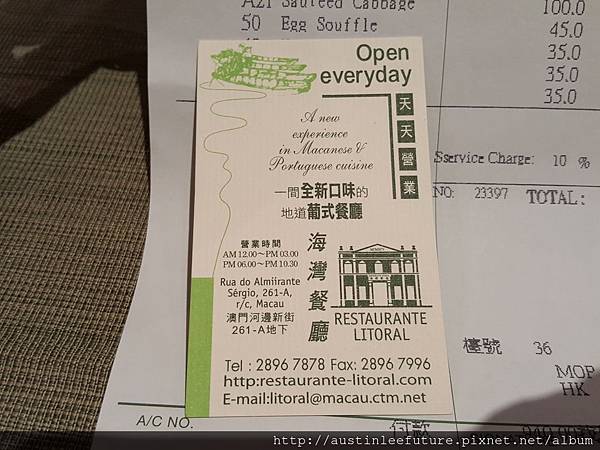 Sauteed Cabbage 100.0
50 Egg Souffle 45.0
35.0
35.0
35.0
Sservice Charge: 10 %
NO: 23397 TOTAL:
檯號 36
MOP
HK
A/C NO.
付款
Open
everyday
天天營業
A new
experience
in Macanese &
Portuguese cuisine
一間全新口味的
地道葡式餐廳
營業時間
AM 12.00～PM 03.00
PM 06.00～PM 10.30
Rua do Almiirante
Sérgio, 261-A,
r/c, Macau
澳門河邊新街
261-A地下
海灣餐廳
RESTAURANTE
LITORAL
Tel : 2896 7878 Fax: 2896 7996
http:restaurante-litoral.com
E-mail:litoral@macau.ctm.net
http://austinleefuture.pixnet.net/album